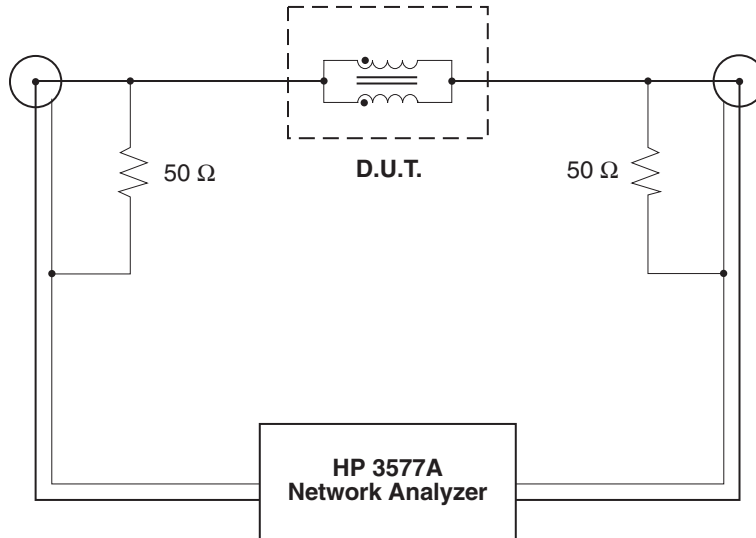 D.U.T.
50 Ω
50 Ω
HP 3577A
Network Analyzer